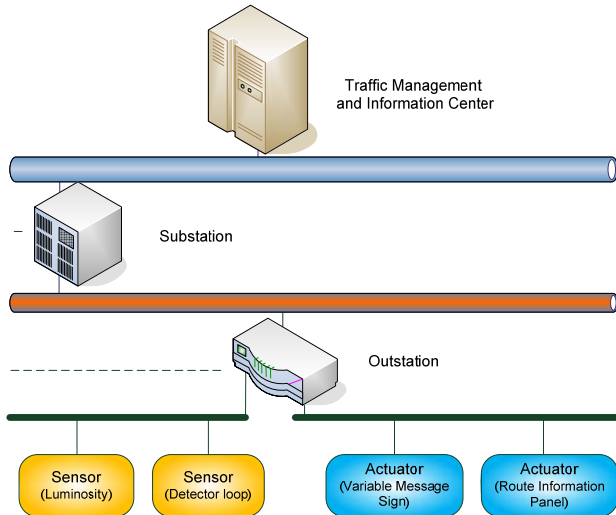 Traffic Management
and Information Center
Substation
Outstation
Sensor
(Luminosity)
Sensor
(Detector loop)
Actuator
(Variable Message
Sign)
Actuator
(Route Information
Panel)